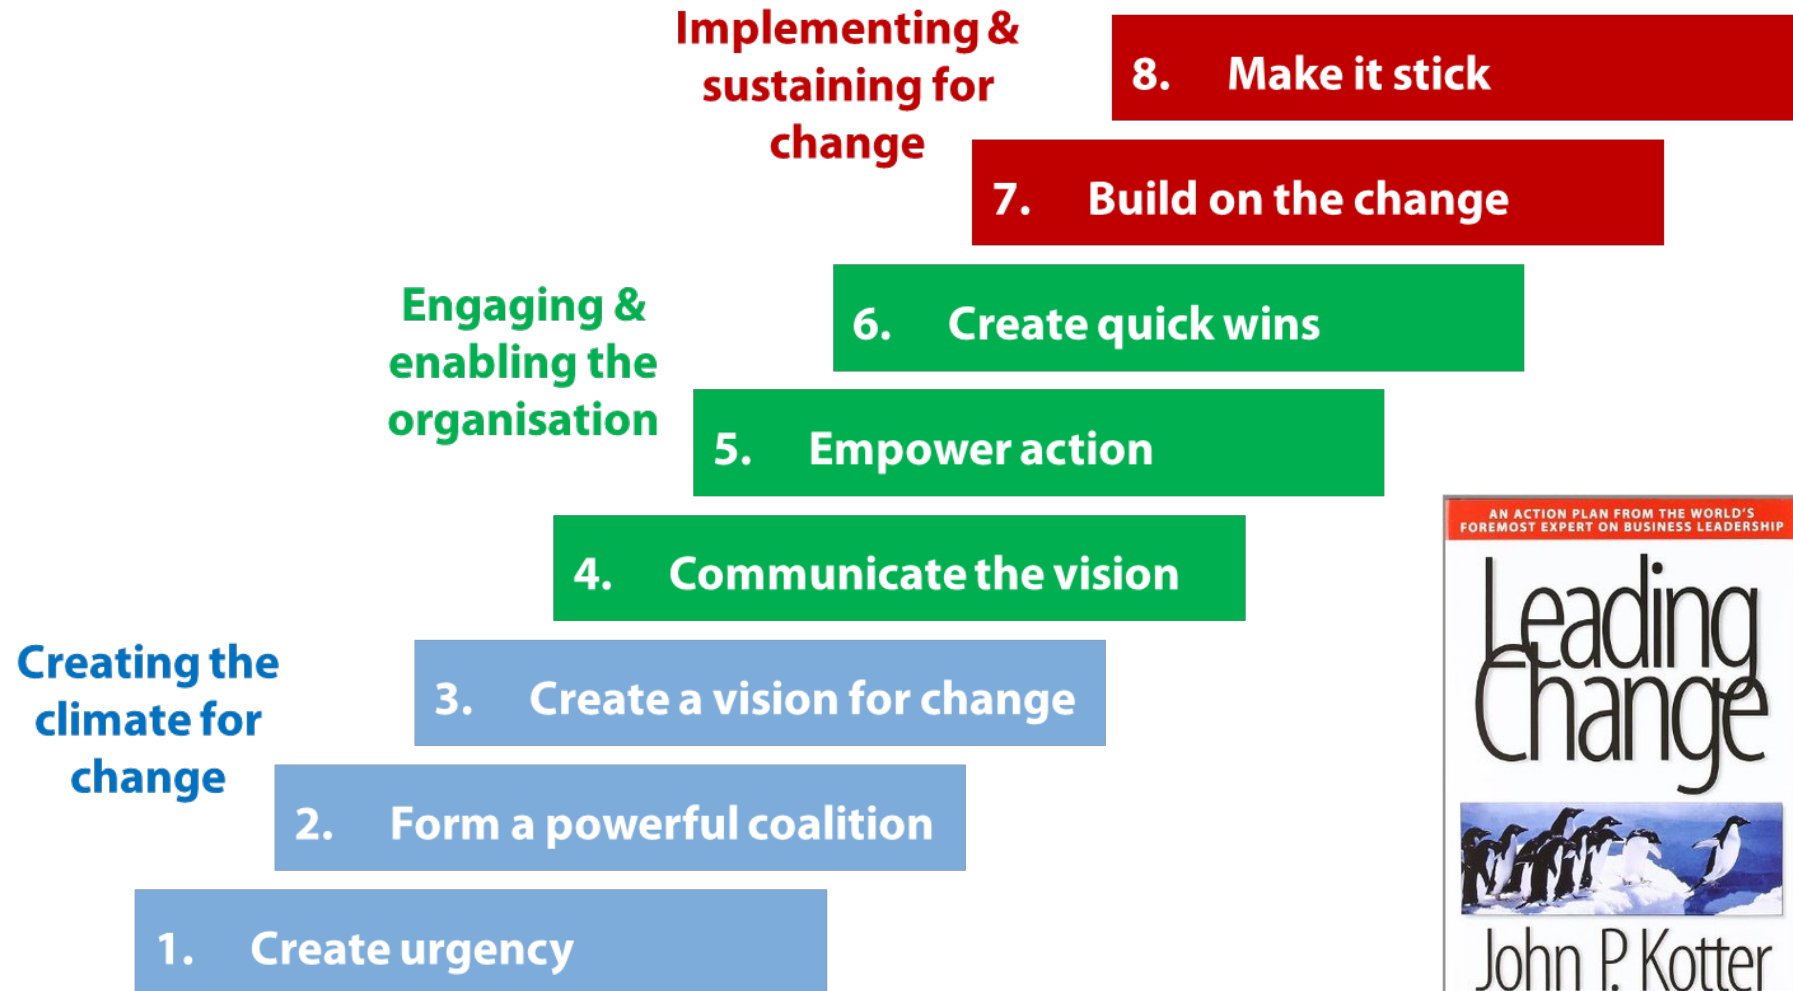 Implementing &
sustaining for
change
8. Make it stick
7. Build on the change
Engaging &
enabling the
organisation
6. Create quick wins
5. Empower action
4. Communicate the vision
Creating the
climate for
change
3. Create a vision for change
2. Form a powerful coalition
1. Create urgency
AN ACTION PLAN FROM THE WORLD'S
FOREMOST EXPERT ON BUSINESS LEADERSHIP
Leading
Change
John P. Kotter